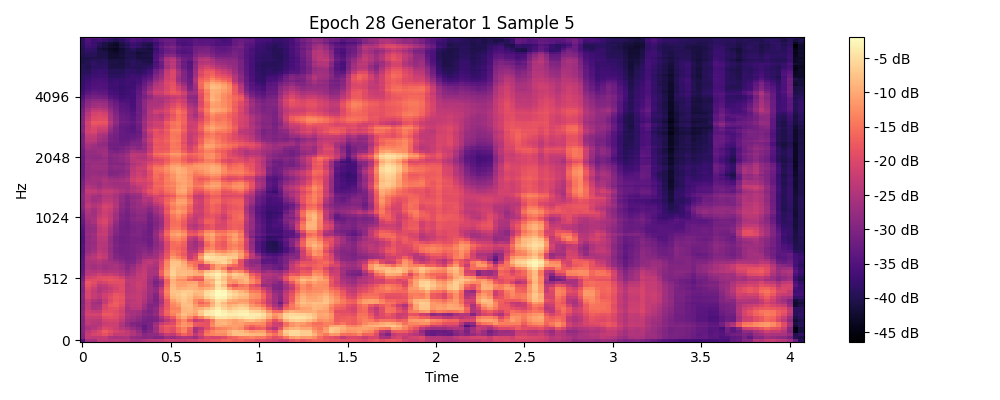 Epoch 28 Generator 1 Sample 5
Hz
4096
2048
1024
512
0
0 0.5 1 1.5 2 2.5 3 3.5 4
Time
-5 dB
-10 dB
-15 dB
-20 dB
-25 dB
-30 dB
-35 dB
-40 dB
-45 dB